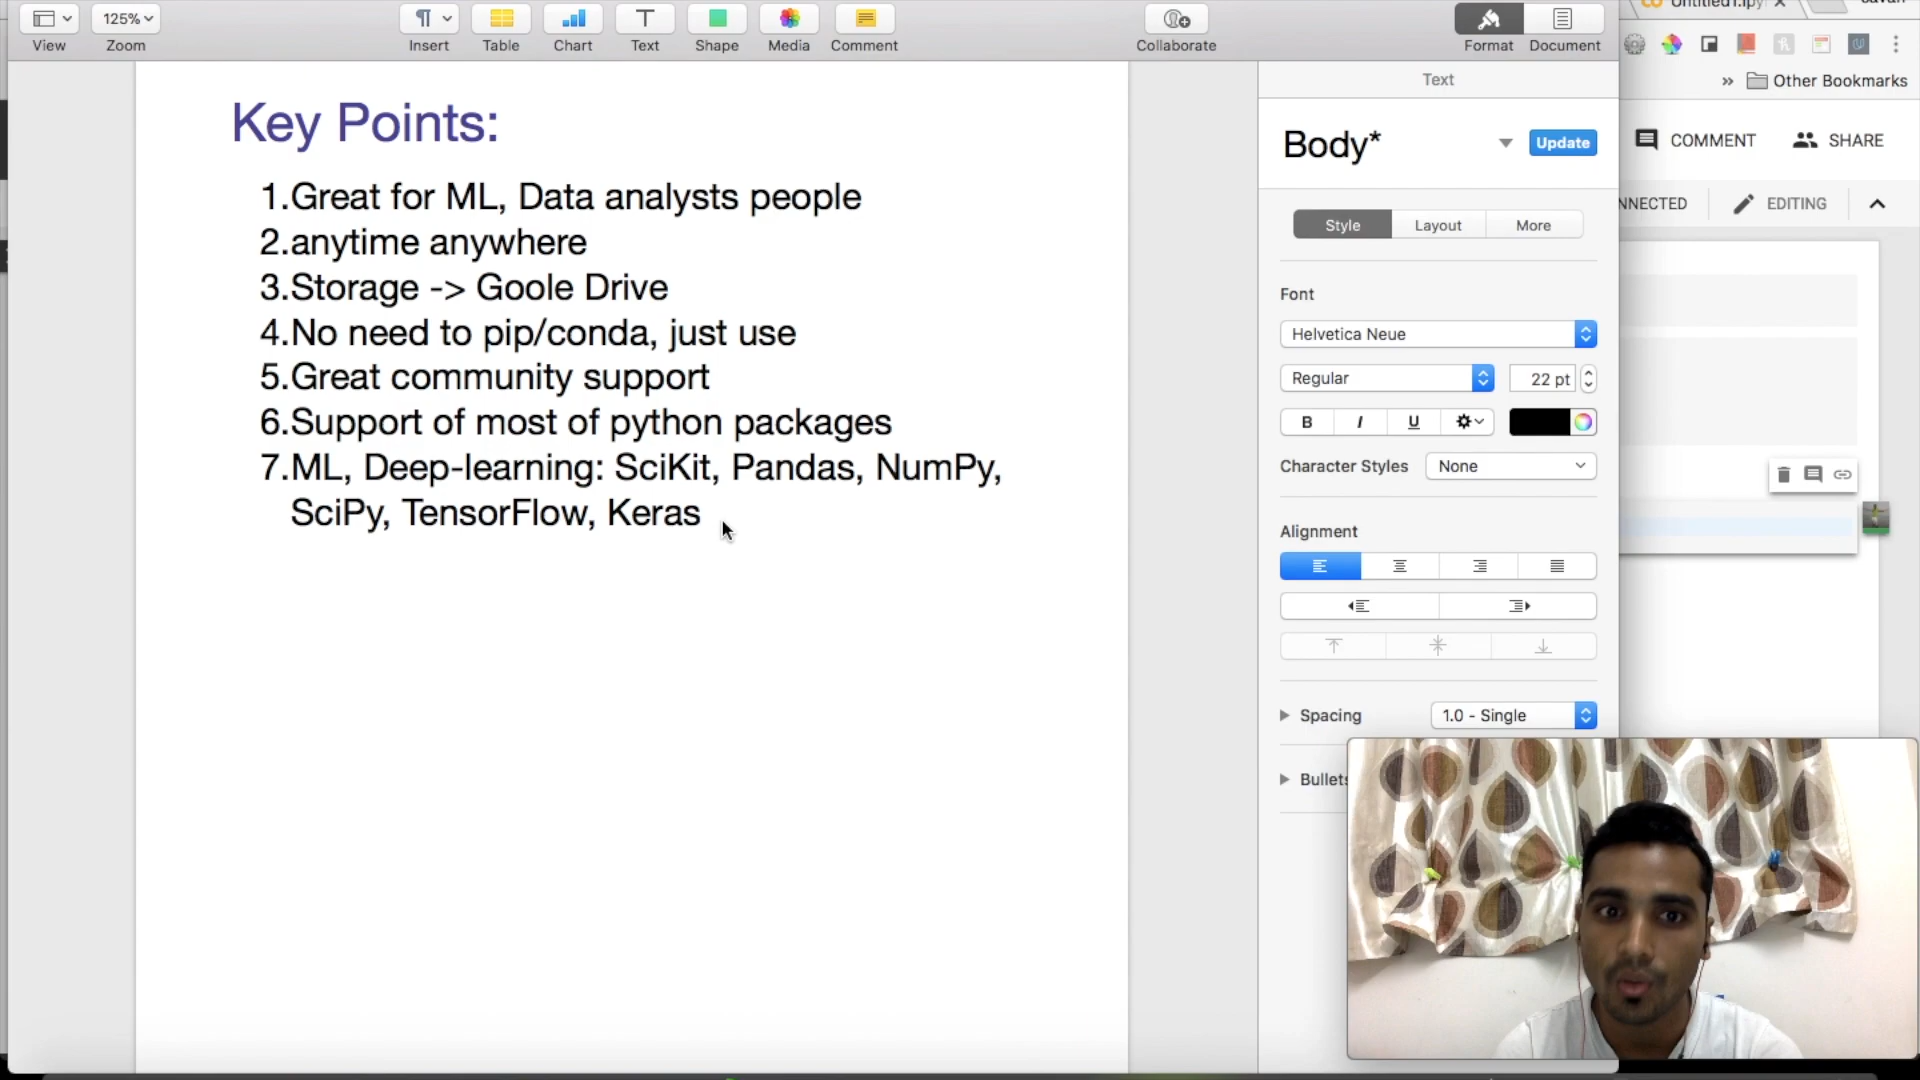 125%
View
Zoom
Insert
Table
Chart
T
Text
Shape
Media
Comment
Collaborate
Format
Document
Other Bookmarks
Text
Key Points:
Body*
Update
COMMENT
SHARE
1.Great for ML, Data analysts people
2.anytime anywhere
3.Storage -> Goole Drive
4.No need to pip/conda, just use
5.Great community support
6.Support of most of python packages
7.ML, Deep-learning: SciKit, Pandas, NumPy,
SciPy, TensorFlow, Keras
NNECTED
EDITING
Style
Layout
More
Font
Helvetica Neue
Regular
22 pt
B
I
U
Character Styles
None
Alignment
Spacing
1.0 - Single
Bullets